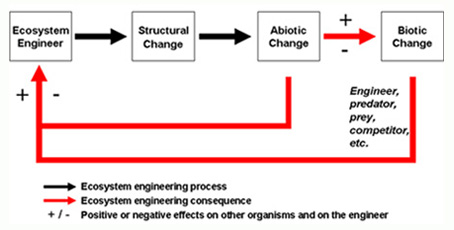 Ecosystem
Engineer
Structural
Change
Abiotic
Change
+
-
Biotic
Change
+ -
Engineer,
predator,
prey,
competitor,
etc.
Ecosystem engineering process
Ecosystem engineering consequence
+ / - Positive or negative effects on other organisms and on the engineer